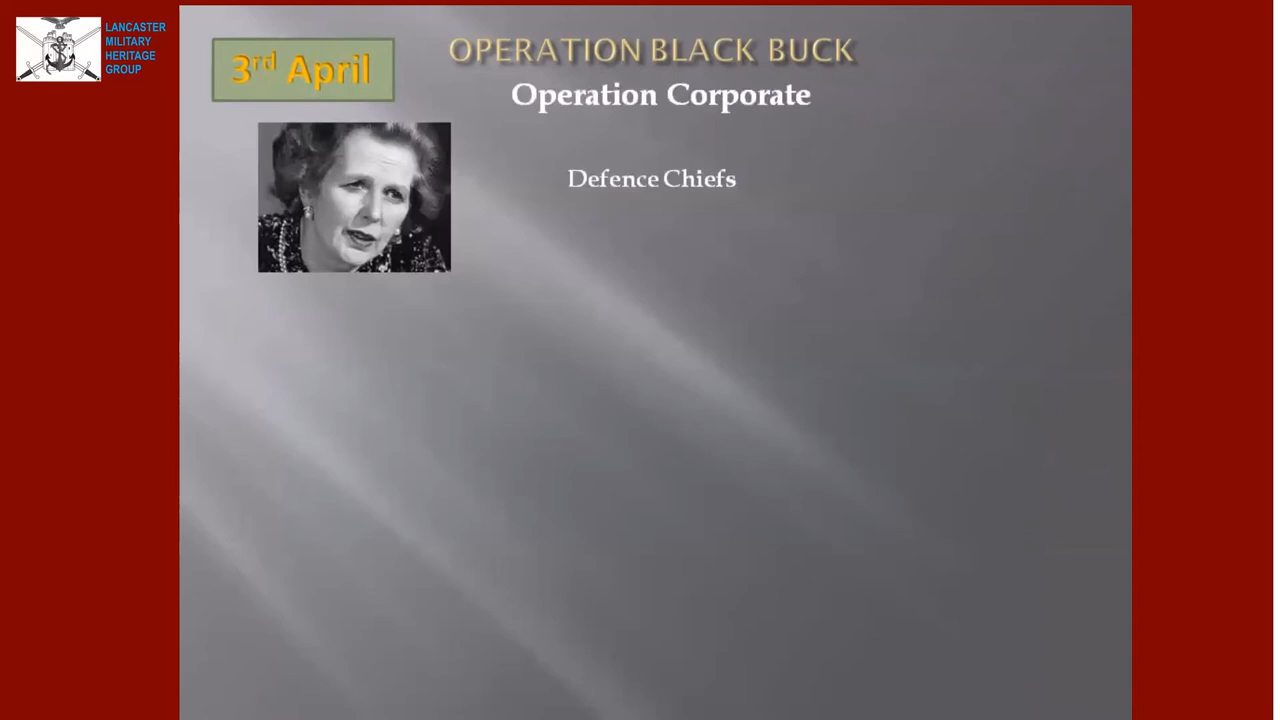 LANCASTER
MILITARY
HERITAGE
GROUP
3rd April
OPERATION BLACK BUCK
Operation Corporate
Defence Chiefs